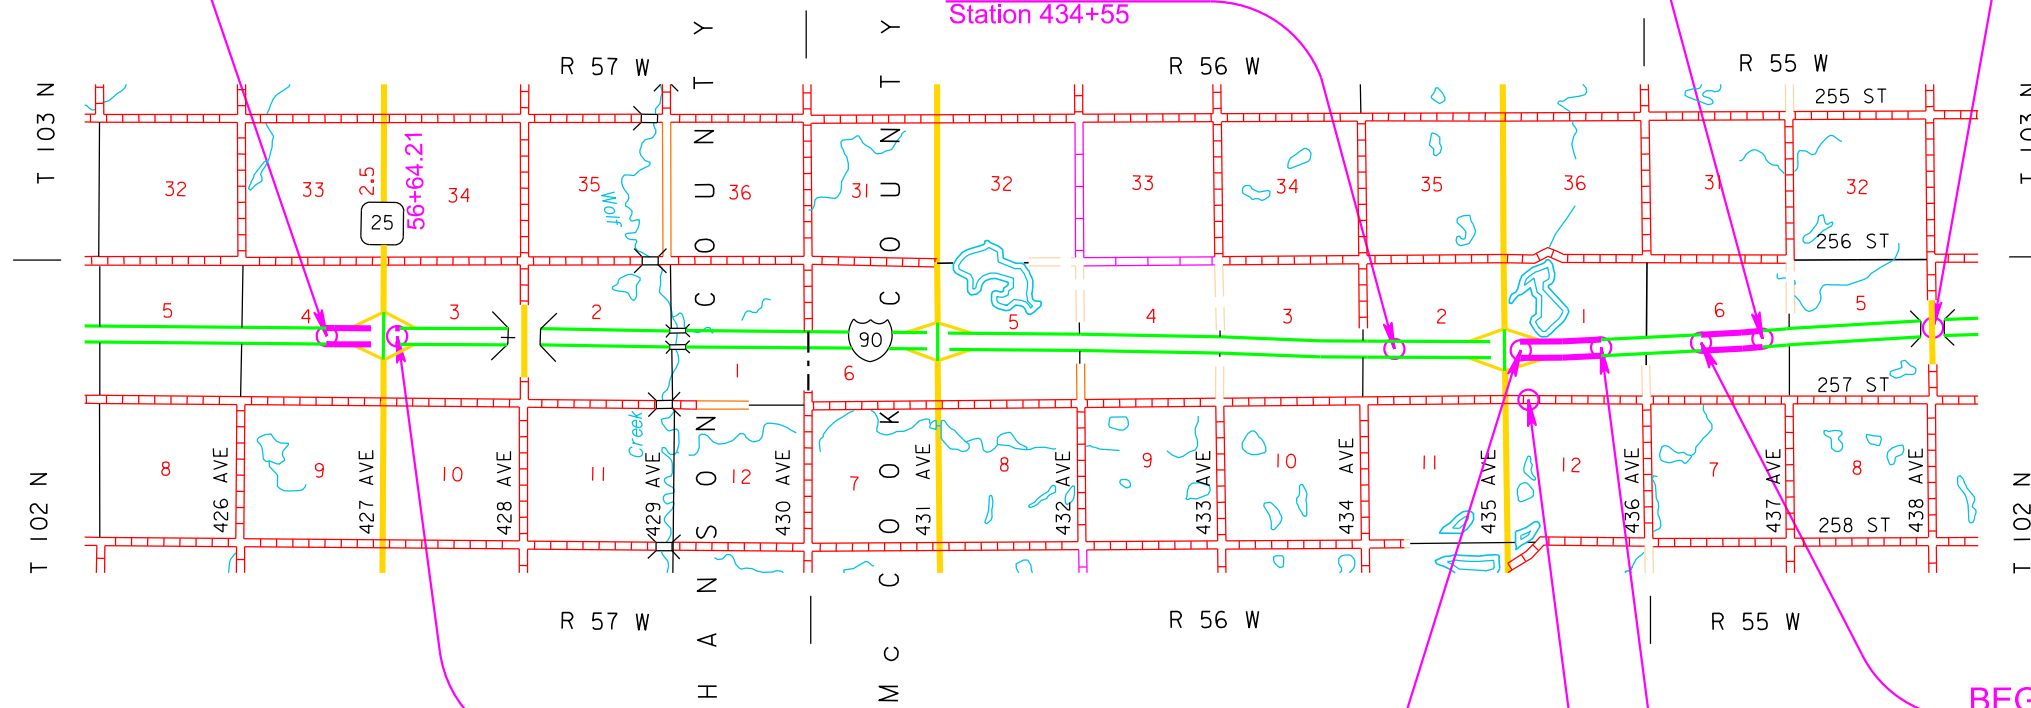 Station 434+55
R 57 W
R 56 W
R 55 W
T 103 N
T 103 N
255 ST
32
33
2.5
34
35
36
31
32
33
34
35
36
31
32
56+64.21
25
Wolf
256 ST
5
4
3
2
1
6
5
4
3
2
1
6
5
90
257 ST
8
9
10
11
12
7
8
9
10
11
12
7
8
Creek
426 AVE
427 AVE
428 AVE
429 AVE
430 AVE
431 AVE
432 AVE
433 AVE
434 AVE
435 AVE
436 AVE
437 AVE
438 AVE
258 ST
T 102 N
T 102 N
HANSON COUNTY
MC COOK COUNTY
R 57 W
R 56 W
R 55 W